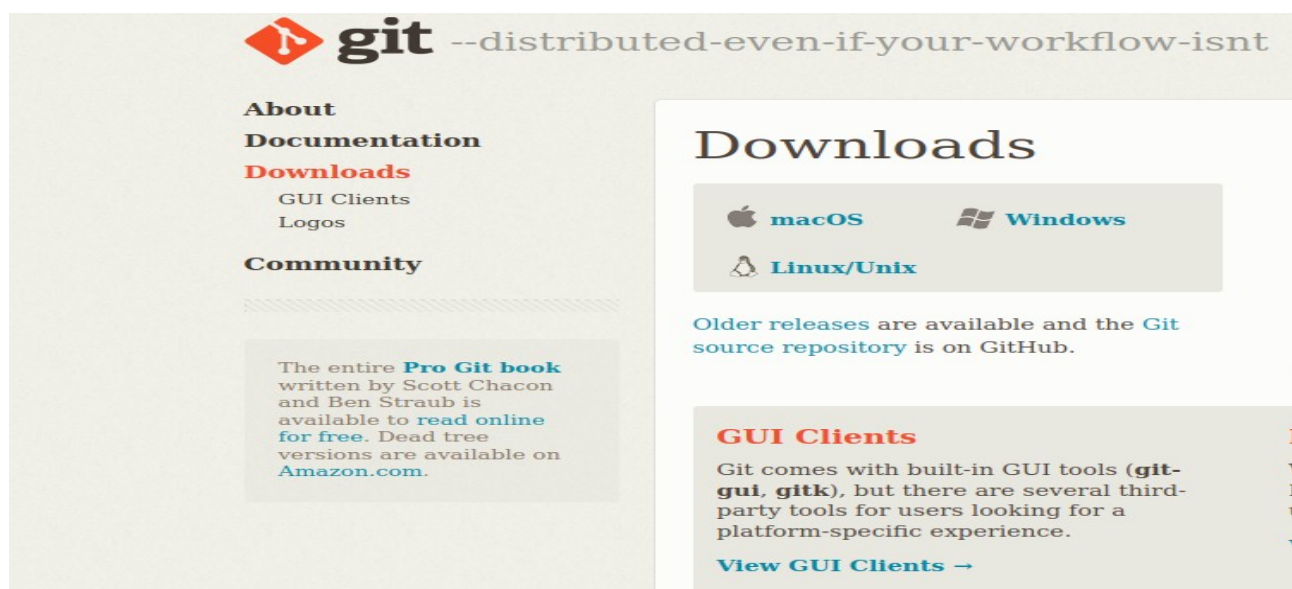 git --distributed-even-if-your-workflow-isnt
About
Documentation
Downloads
GUI Clients
Logos
Community
The entire Pro Git book
written by Scott Chacon
and Ben Straub is
available to read online
for free. Dead tree
versions are available on
Amazon.com.
Downloads
macOS
Windows
Linux/Unix
Older releases are available and the Git
source repository is on GitHub.
GUI Clients
Git comes with built-in GUI tools (git-
gui, gitk), but there are several third-
party tools for users looking for a
platform-specific experience.
View GUI Clients →